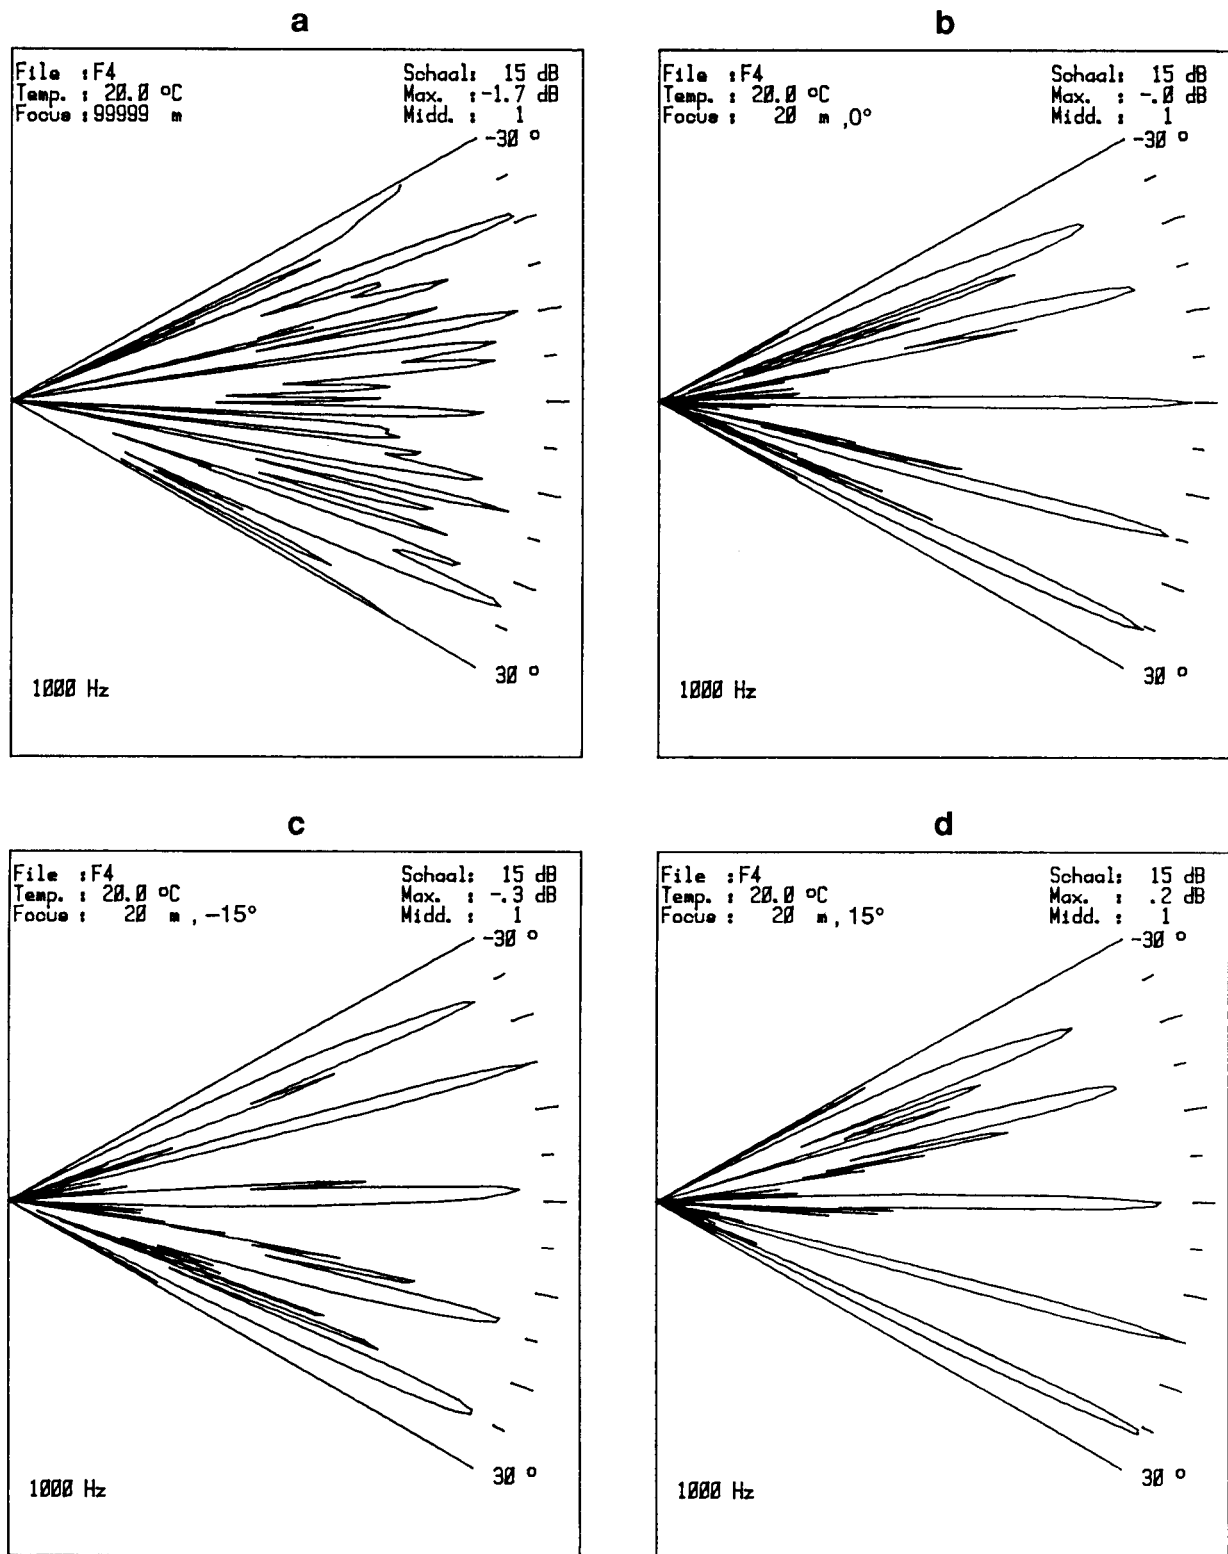 a
File :F4
Temp. : 20.0 °C
Focus :99999 m
Schaal: 15 dB
Max. :-1.7 dB
Midd. : 1
-30 °
30 °
1000 Hz
b
File :F4
Temp. : 20.0 °C
Focus : 20 m ,0°
Schaal: 15 dB
Max. : -.0 dB
Midd. : 1
-30 °
30 °
1000 Hz
c
File :F4
Temp. : 20.0 °C
Focus : 20 m , -15°
Schaal: 15 dB
Max. : -.3 dB
Midd. : 1
-30 °
30 °
1000 Hz
d
File :F4
Temp. : 20.0 °C
Focus : 20 m , 15°
Schaal: 15 dB
Max. : .2 dB
Midd. : 1
-30 °
30 °
1000 Hz